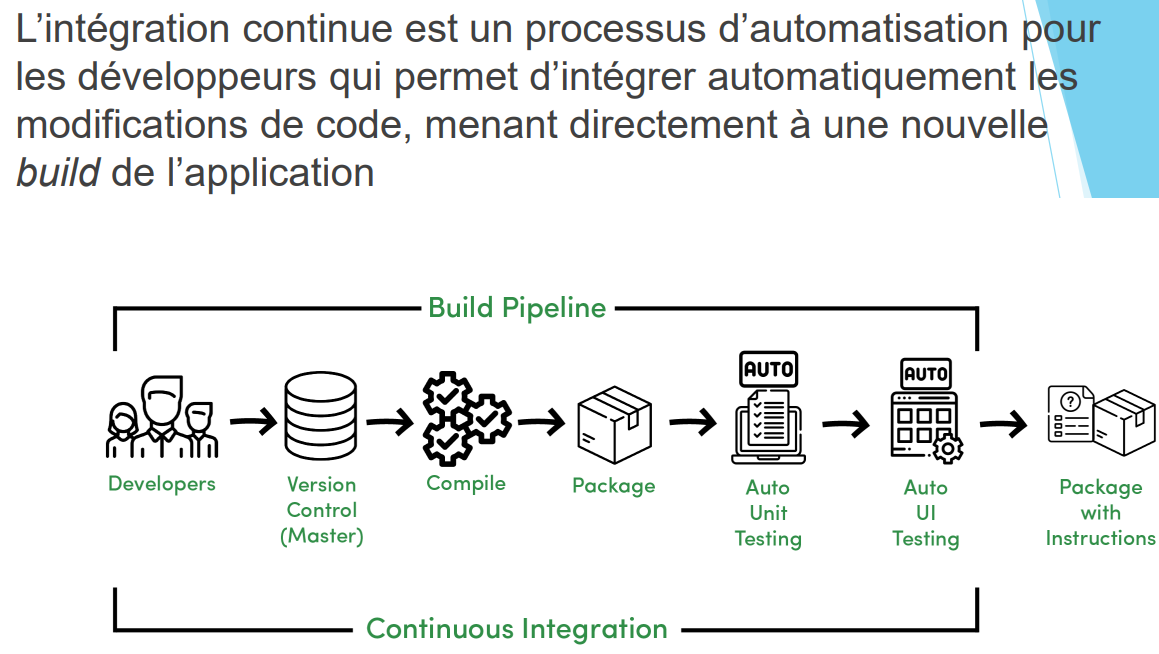 L’intégration continue est un processus d’automatisation pour
les développeurs qui permet d’intégrer automatiquement les
modifications de code, menant directement à une nouvelle
build de l’application
Build Pipeline
AUTO
AUTO
?
Developers
Version
Control
(Master)
Compile
Package
Auto
Unit
Testing
Auto
UI
Testing
Package
with
Instructions
Continuous Integration